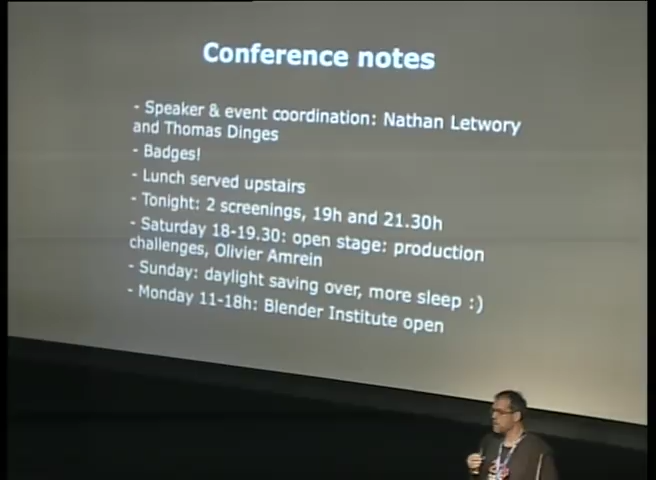 Conference notes
- Speaker & event coordination: Nathan Letwory
and Thomas Dinges
- Badges!
- Lunch served upstairs
- Tonight: 2 screenings, 19h and 21.30h
- Saturday 18-19.30: open stage: production
challenges, Olivier Amrein
- Sunday: daylight saving over, more sleep :)
- Monday 11-18h: Blender Institute open